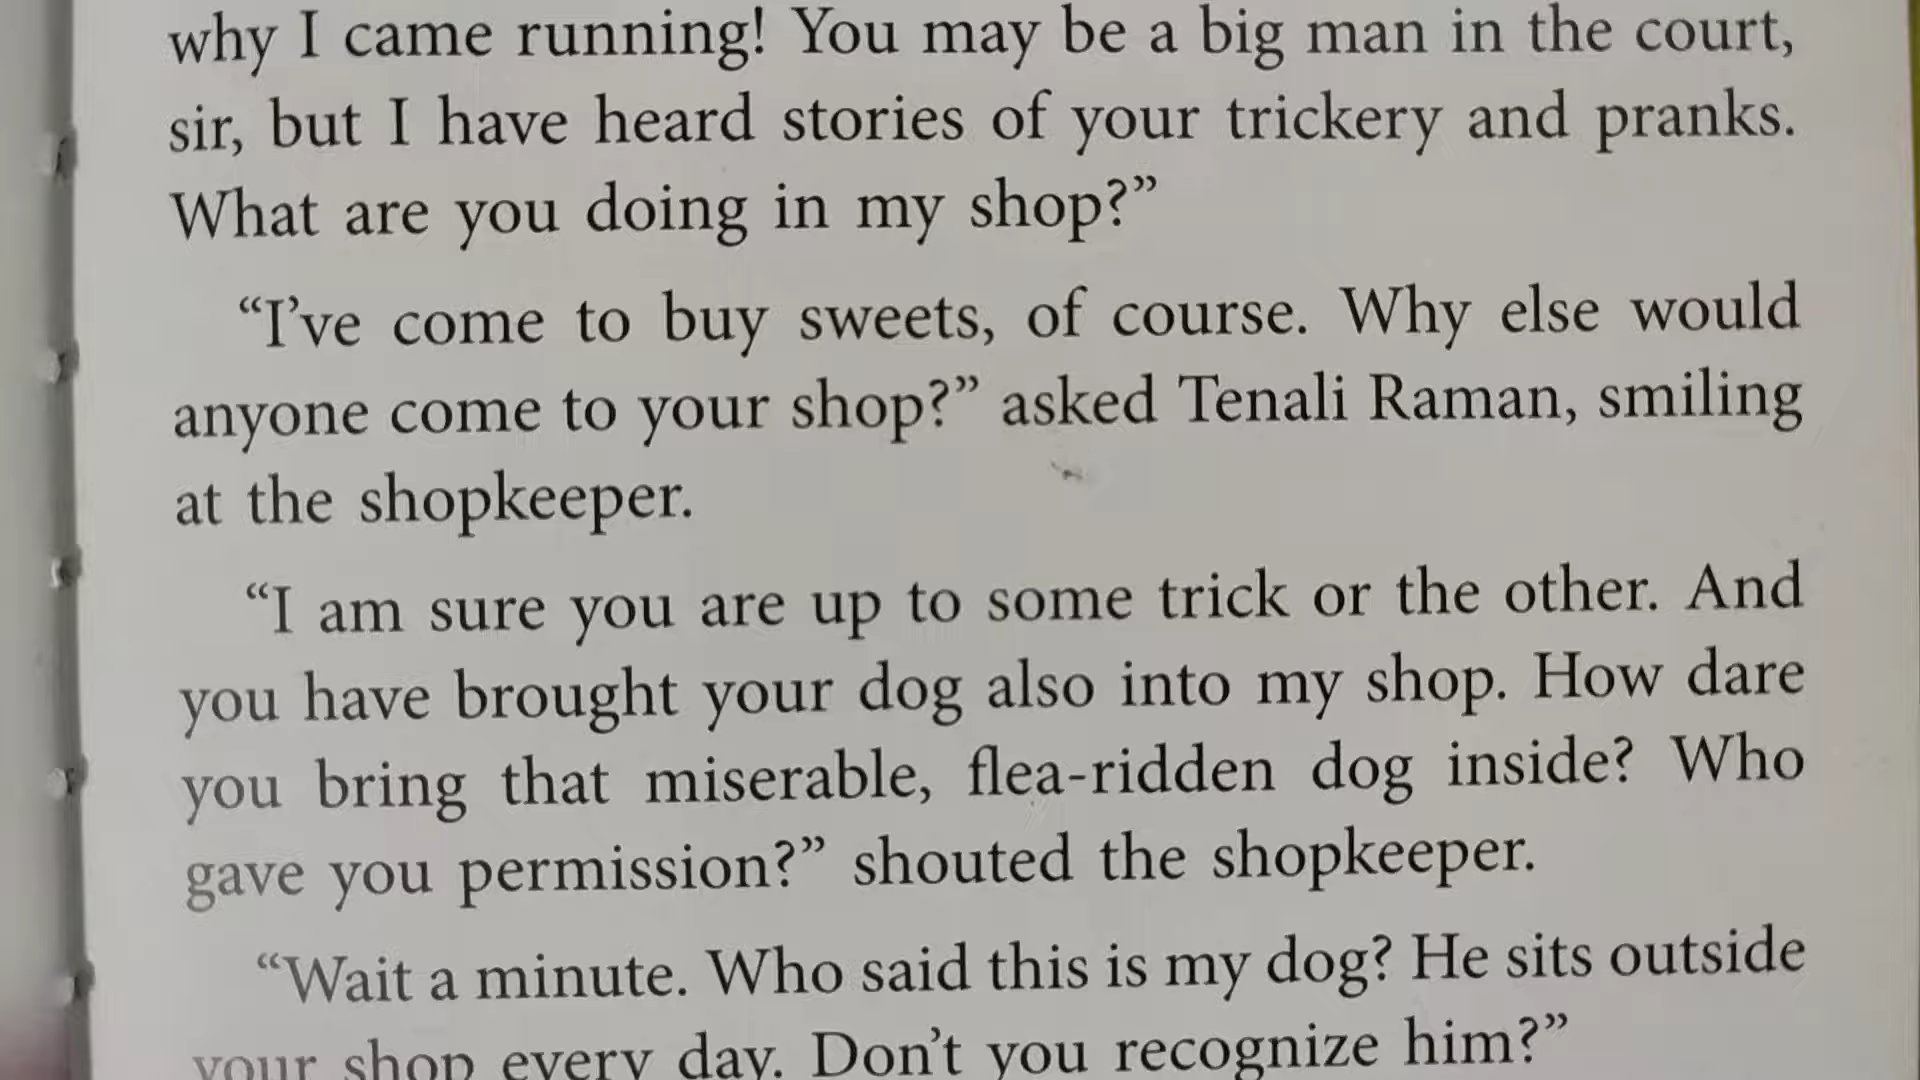 why I came running! You may be a big man in the court,
sir, but I have heard stories of your trickery and pranks.
What are you doing in my shop?”
“I’ve come to buy sweets, of course. Why else would
anyone come to your shop?” asked Tenali Raman, smiling
at the shopkeeper.
“I am sure you are up to some trick or the other. And
you have brought your dog also into my shop. How dare
you bring that miserable, flea-ridden dog inside? Who
gave you permission?” shouted the shopkeeper.
“Wait a minute. Who said this is my dog? He sits outside
your shop every day. Don’t you recognize him?”